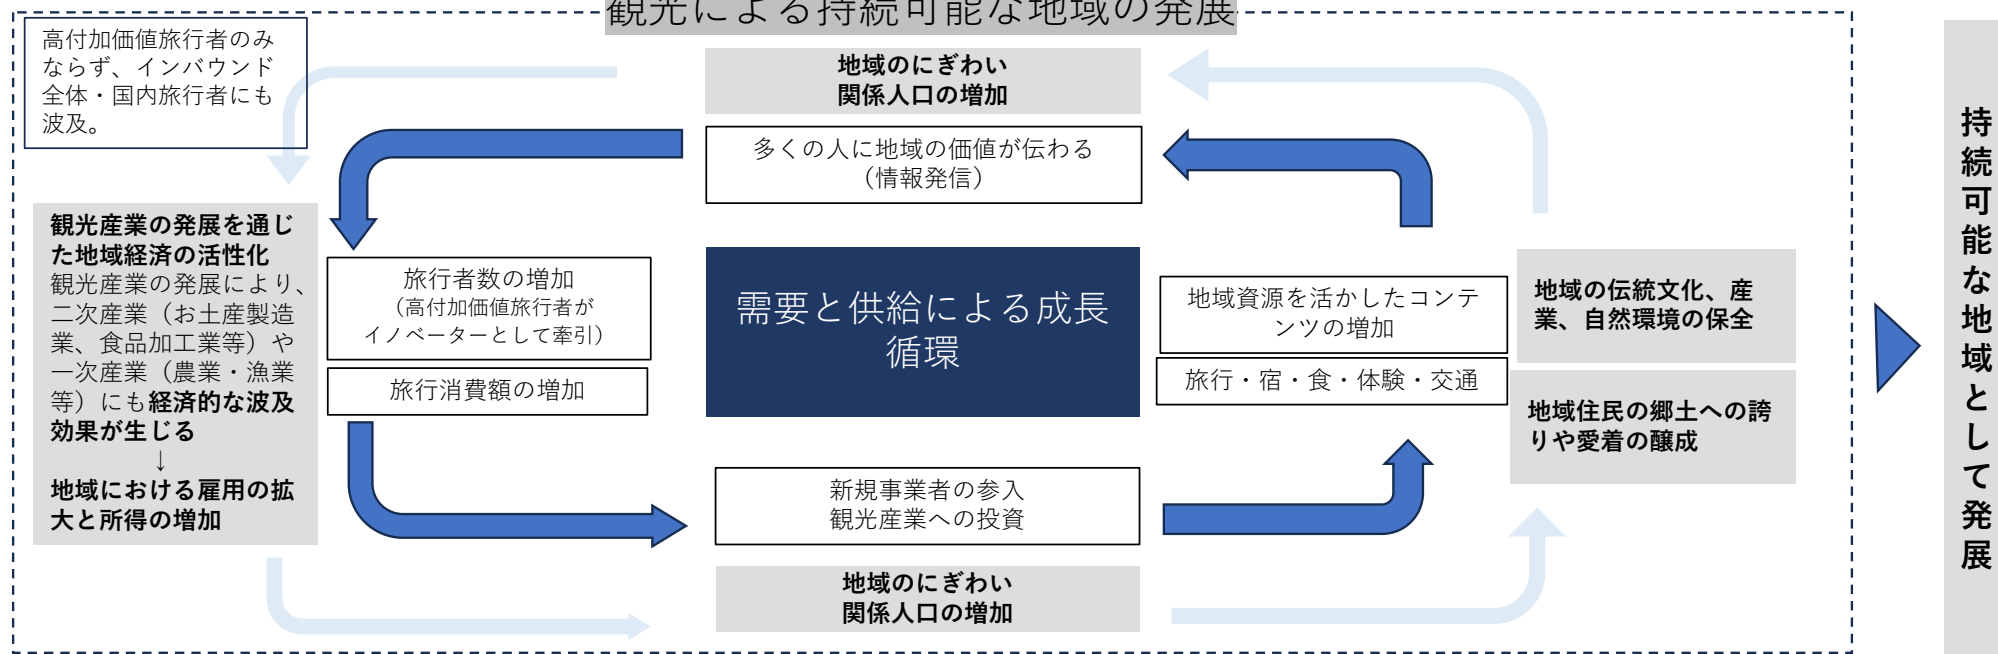 観光による持続可能な地域の発展
高付加価値旅行者のみ
ならず、インバウンド
全体・国内旅行者にも
波及。
地域のにぎわい
関係人口の増加
多くの人に地域の価値が伝わる
（情報発信）
観光産業の発展を通じ
た地域経済の活性化
観光産業の発展により、
二次産業（お土産製造
業、食品加工業等）や
一次産業（農業・漁業
等）にも経済的な波及
効果が生じる
↓
地域における雇用の拡
大と所得の増加
旅行者数の増加
（高付加価値旅行者が
イノベーターとして牽引）
旅行消費額の増加
需要と供給による成長
循環
地域資源を活かしたコンテ
ンツの増加
旅行・宿・食・体験・交通
地域の伝統文化、産
業、自然環境の保全
地域住民の郷土への誇
りや愛着の醸成
新規事業者の参入
観光産業への投資
地域のにぎわい
関係人口の増加
持続可能な地域として発展